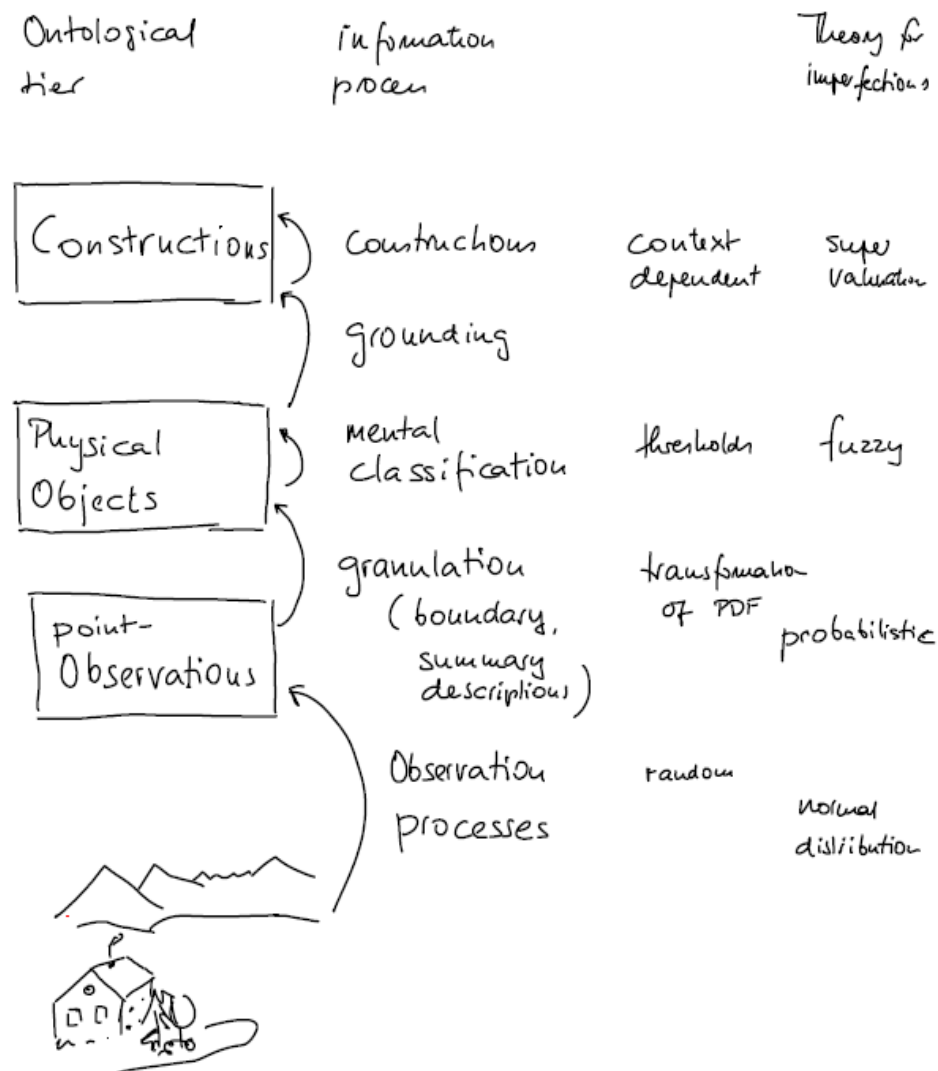 Ontological
tier
information
process
Theory for
imperfections
Constructions
constructions
context
dependent
super
valuation
grounding
Physical
Objects
mental
classification
thresholds
fuzzy
point-
Observations
granulation
(boundary,
summary
descriptions)
transformation
of PDF
probabilistic
Observation
processes
random
normal
distribution